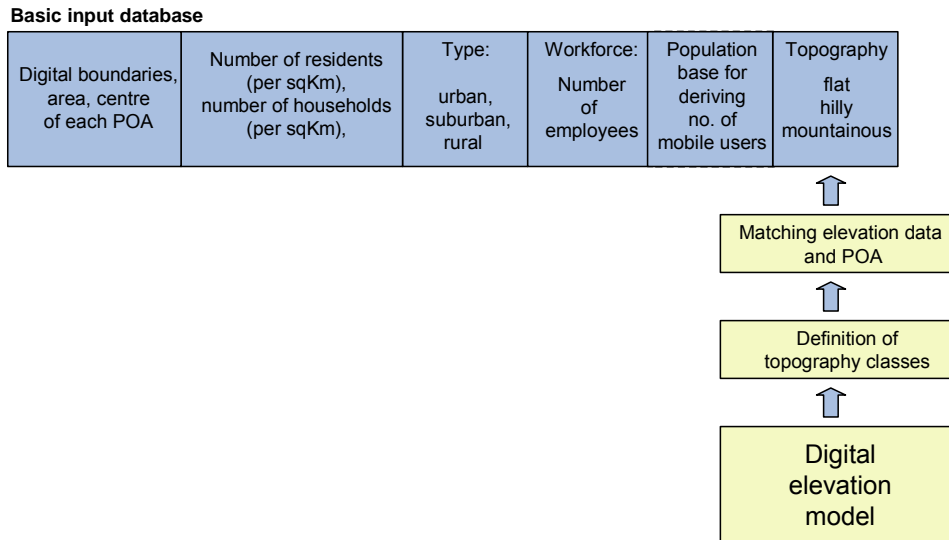 Basic input database
Digital boundaries,
area, centre
of each POA
Number of residents
(per sqKm),
number of households
(per sqKm),
Type:
urban,
suburban,
rural
Workforce:
Number
of
employees
Population
base for
deriving
no. of
mobile users
Topography
flat
hilly
mountainous
Matching elevation data
and POA
Definition of
topography classes
Digital
elevation
model